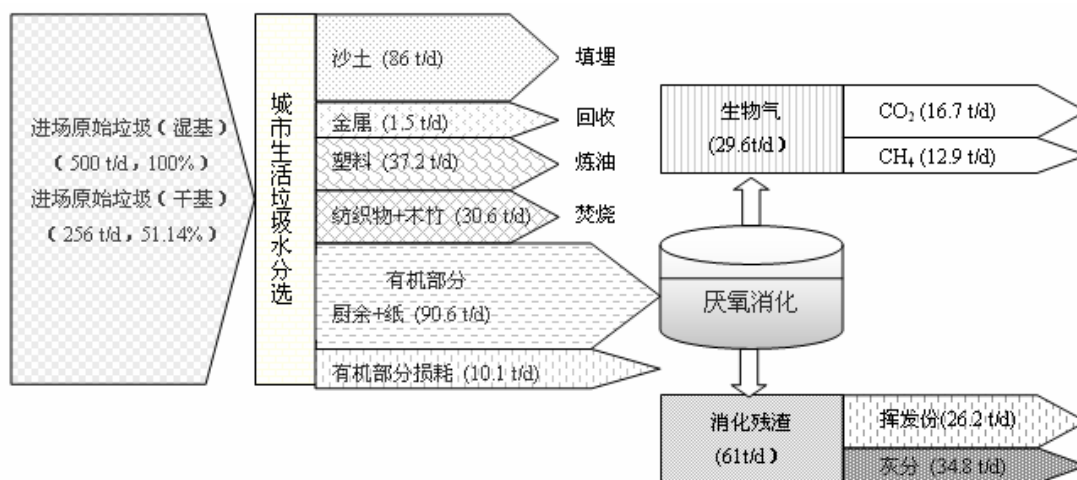 进场原始垃圾（湿基）
（500 t/d，100%）
进场原始垃圾（干基）
（256 t/d，51.14%）
城市生活垃圾水分选
沙土 (86 t/d)
填埋
金属 (1.5 t/d)
回收
塑料 (37.2 t/d)
炼油
纺织物+木竹 (30.6 t/d)
焚烧
有机部分
厨余+纸 (90.6 t/d)
有机部分损耗 (10.1 t/d)
厌氧消化
生物气
(29.6t/d）
CO₂ (16.7 t/d)
CH₄ (12.9 t/d)
消化残渣
(61t/d）
挥发份(26.2 t/d)
灰分 (34.8 t/d)